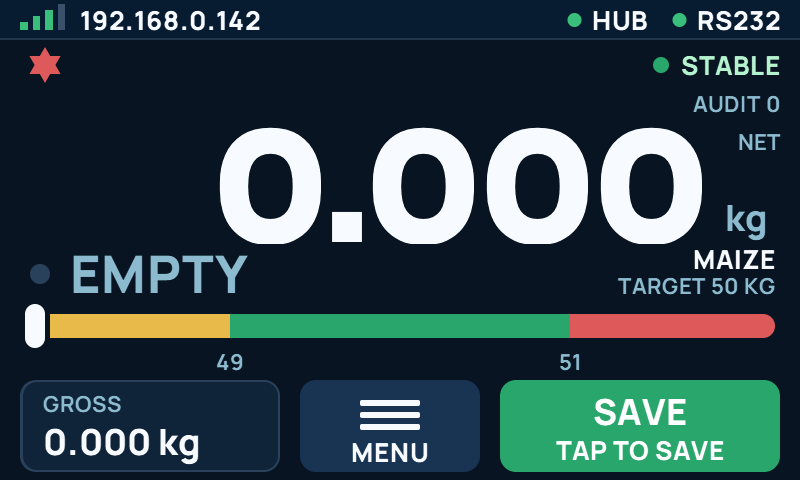 192.168.0.142 HUB RS232
STABLE
AUDIT 0
NET
0.000 kg
MAIZE
EMPTY
TARGET 50 KG
49 51
GROSS
0.000 kg
MENU
SAVE
TAP TO SAVE